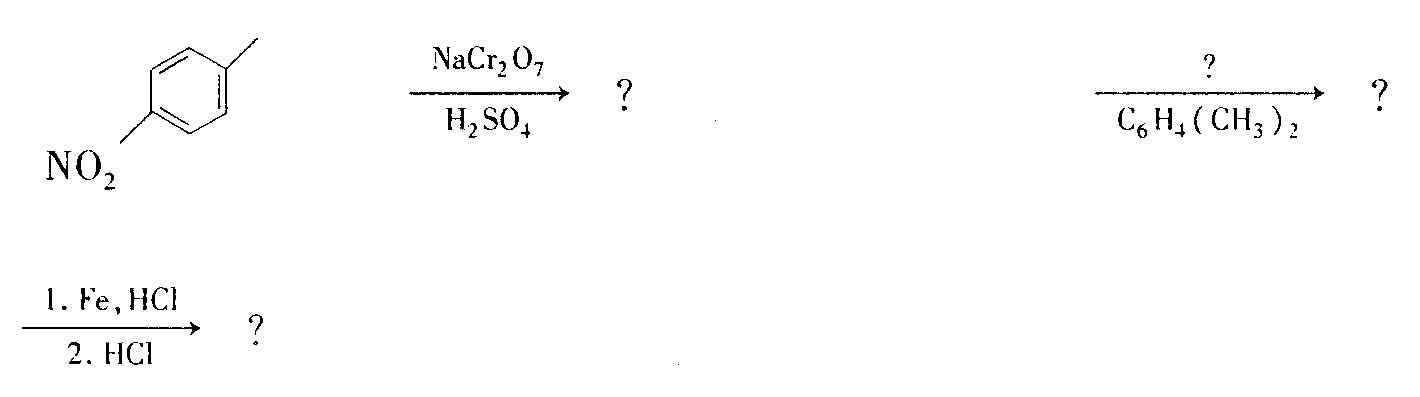 NaCr₂O₇
H₂SO₄
?
?
C₆H₄(CH₃)₂
?
NO₂
1. Fe, HCl
2. HCl
?